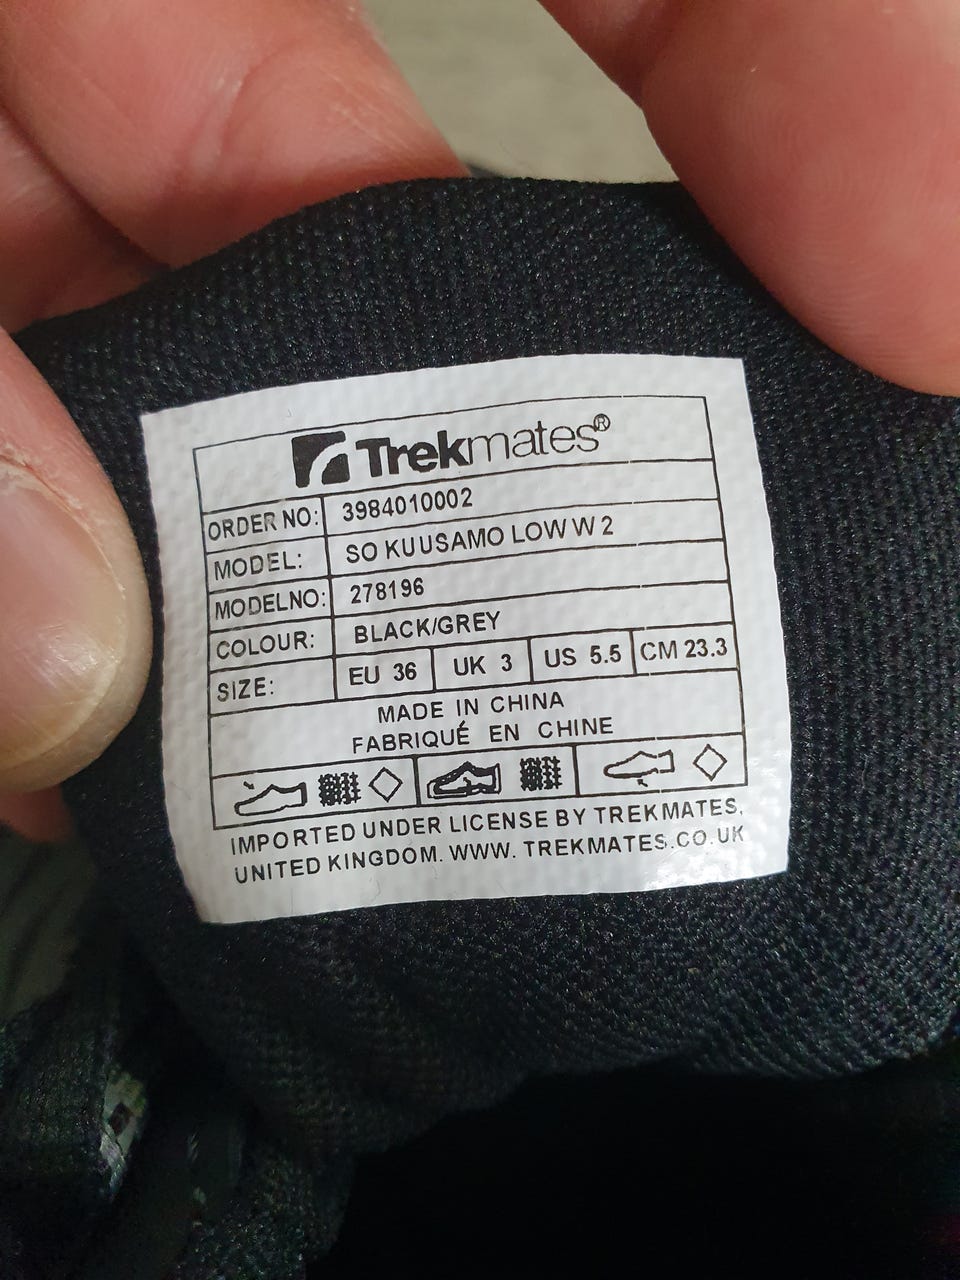 Trekmates®
ORDER NO: 3984010002
MODEL: SO KUUSAMO LOW W 2
MODELNO: 278196
COLOUR: BLACK/GREY
SIZE: EU 36 UK 3 US 5.5 CM 23.3
MADE IN CHINA
FABRIQUÉ EN CHINE
IMPORTED UNDER LICENSE BY TREKMATES,
UNITED KINGDOM. WWW. TREKMATES.CO.UK